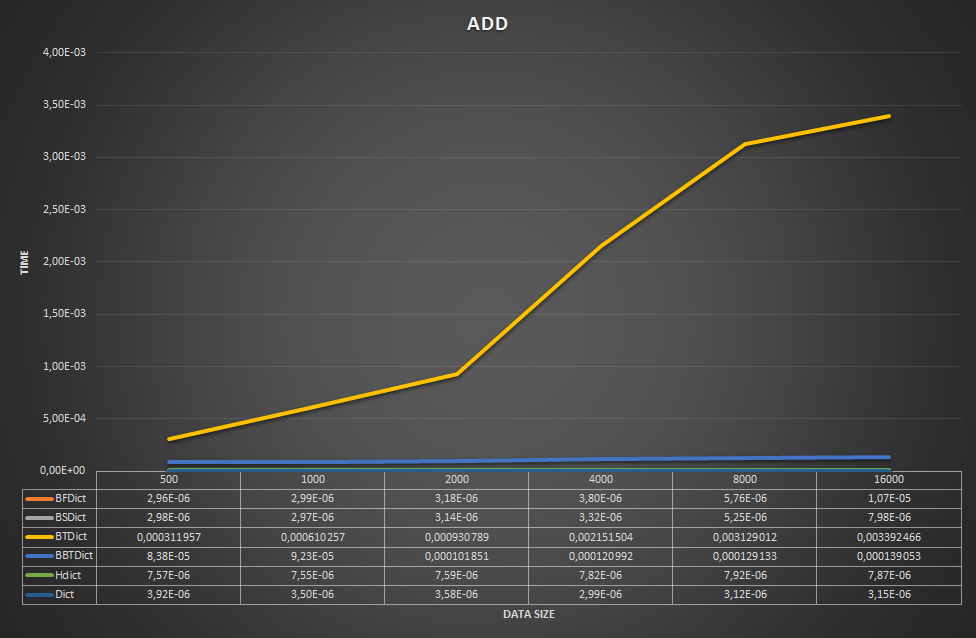 ADD
4,00E-03
3,50E-03
3,00E-03
2,50E-03
2,00E-03
1,50E-03
1,00E-03
5,00E-04
0,00E+00
TIME
500 1000 2000 4000 8000 16000
BFDict 2,96E-06 2,99E-06 3,18E-06 3,80E-06 5,76E-06 1,07E-05
BSDict 2,98E-06 2,97E-06 3,14E-06 3,32E-06 5,25E-06 7,98E-06
BTDict 0,000311957 0,000610257 0,000930789 0,002151504 0,003129012 0,003392466
BBTDict 8,38E-05 9,23E-05 0,000101851 0,000120992 0,000129133 0,000139053
Hdict 7,57E-06 7,55E-06 7,59E-06 7,82E-06 7,92E-06 7,87E-06
Dict 3,92E-06 3,50E-06 3,58E-06 2,99E-06 3,12E-06 3,15E-06
DATA SIZE